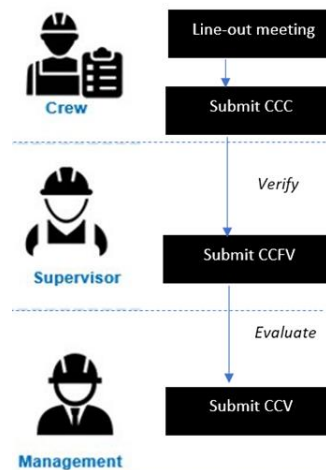 Line-out meeting
Submit CCC
Crew
Verify
Submit CCFV
Supervisor
Evaluate
Submit CCV
Management